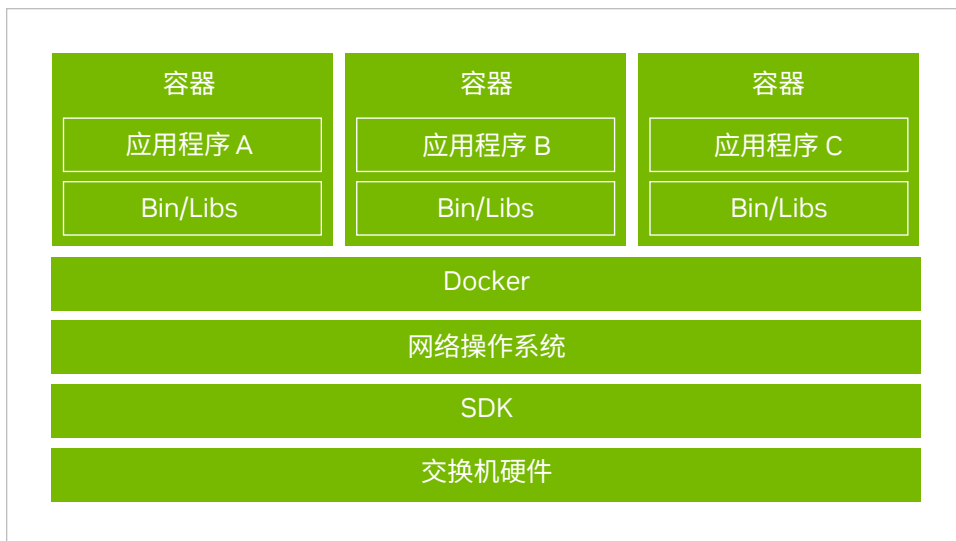 容器
应用程序 A
Bin/Libs
容器
应用程序 B
Bin/Libs
容器
应用程序 C
Bin/Libs
Docker
网络操作系统
SDK
交换机硬件